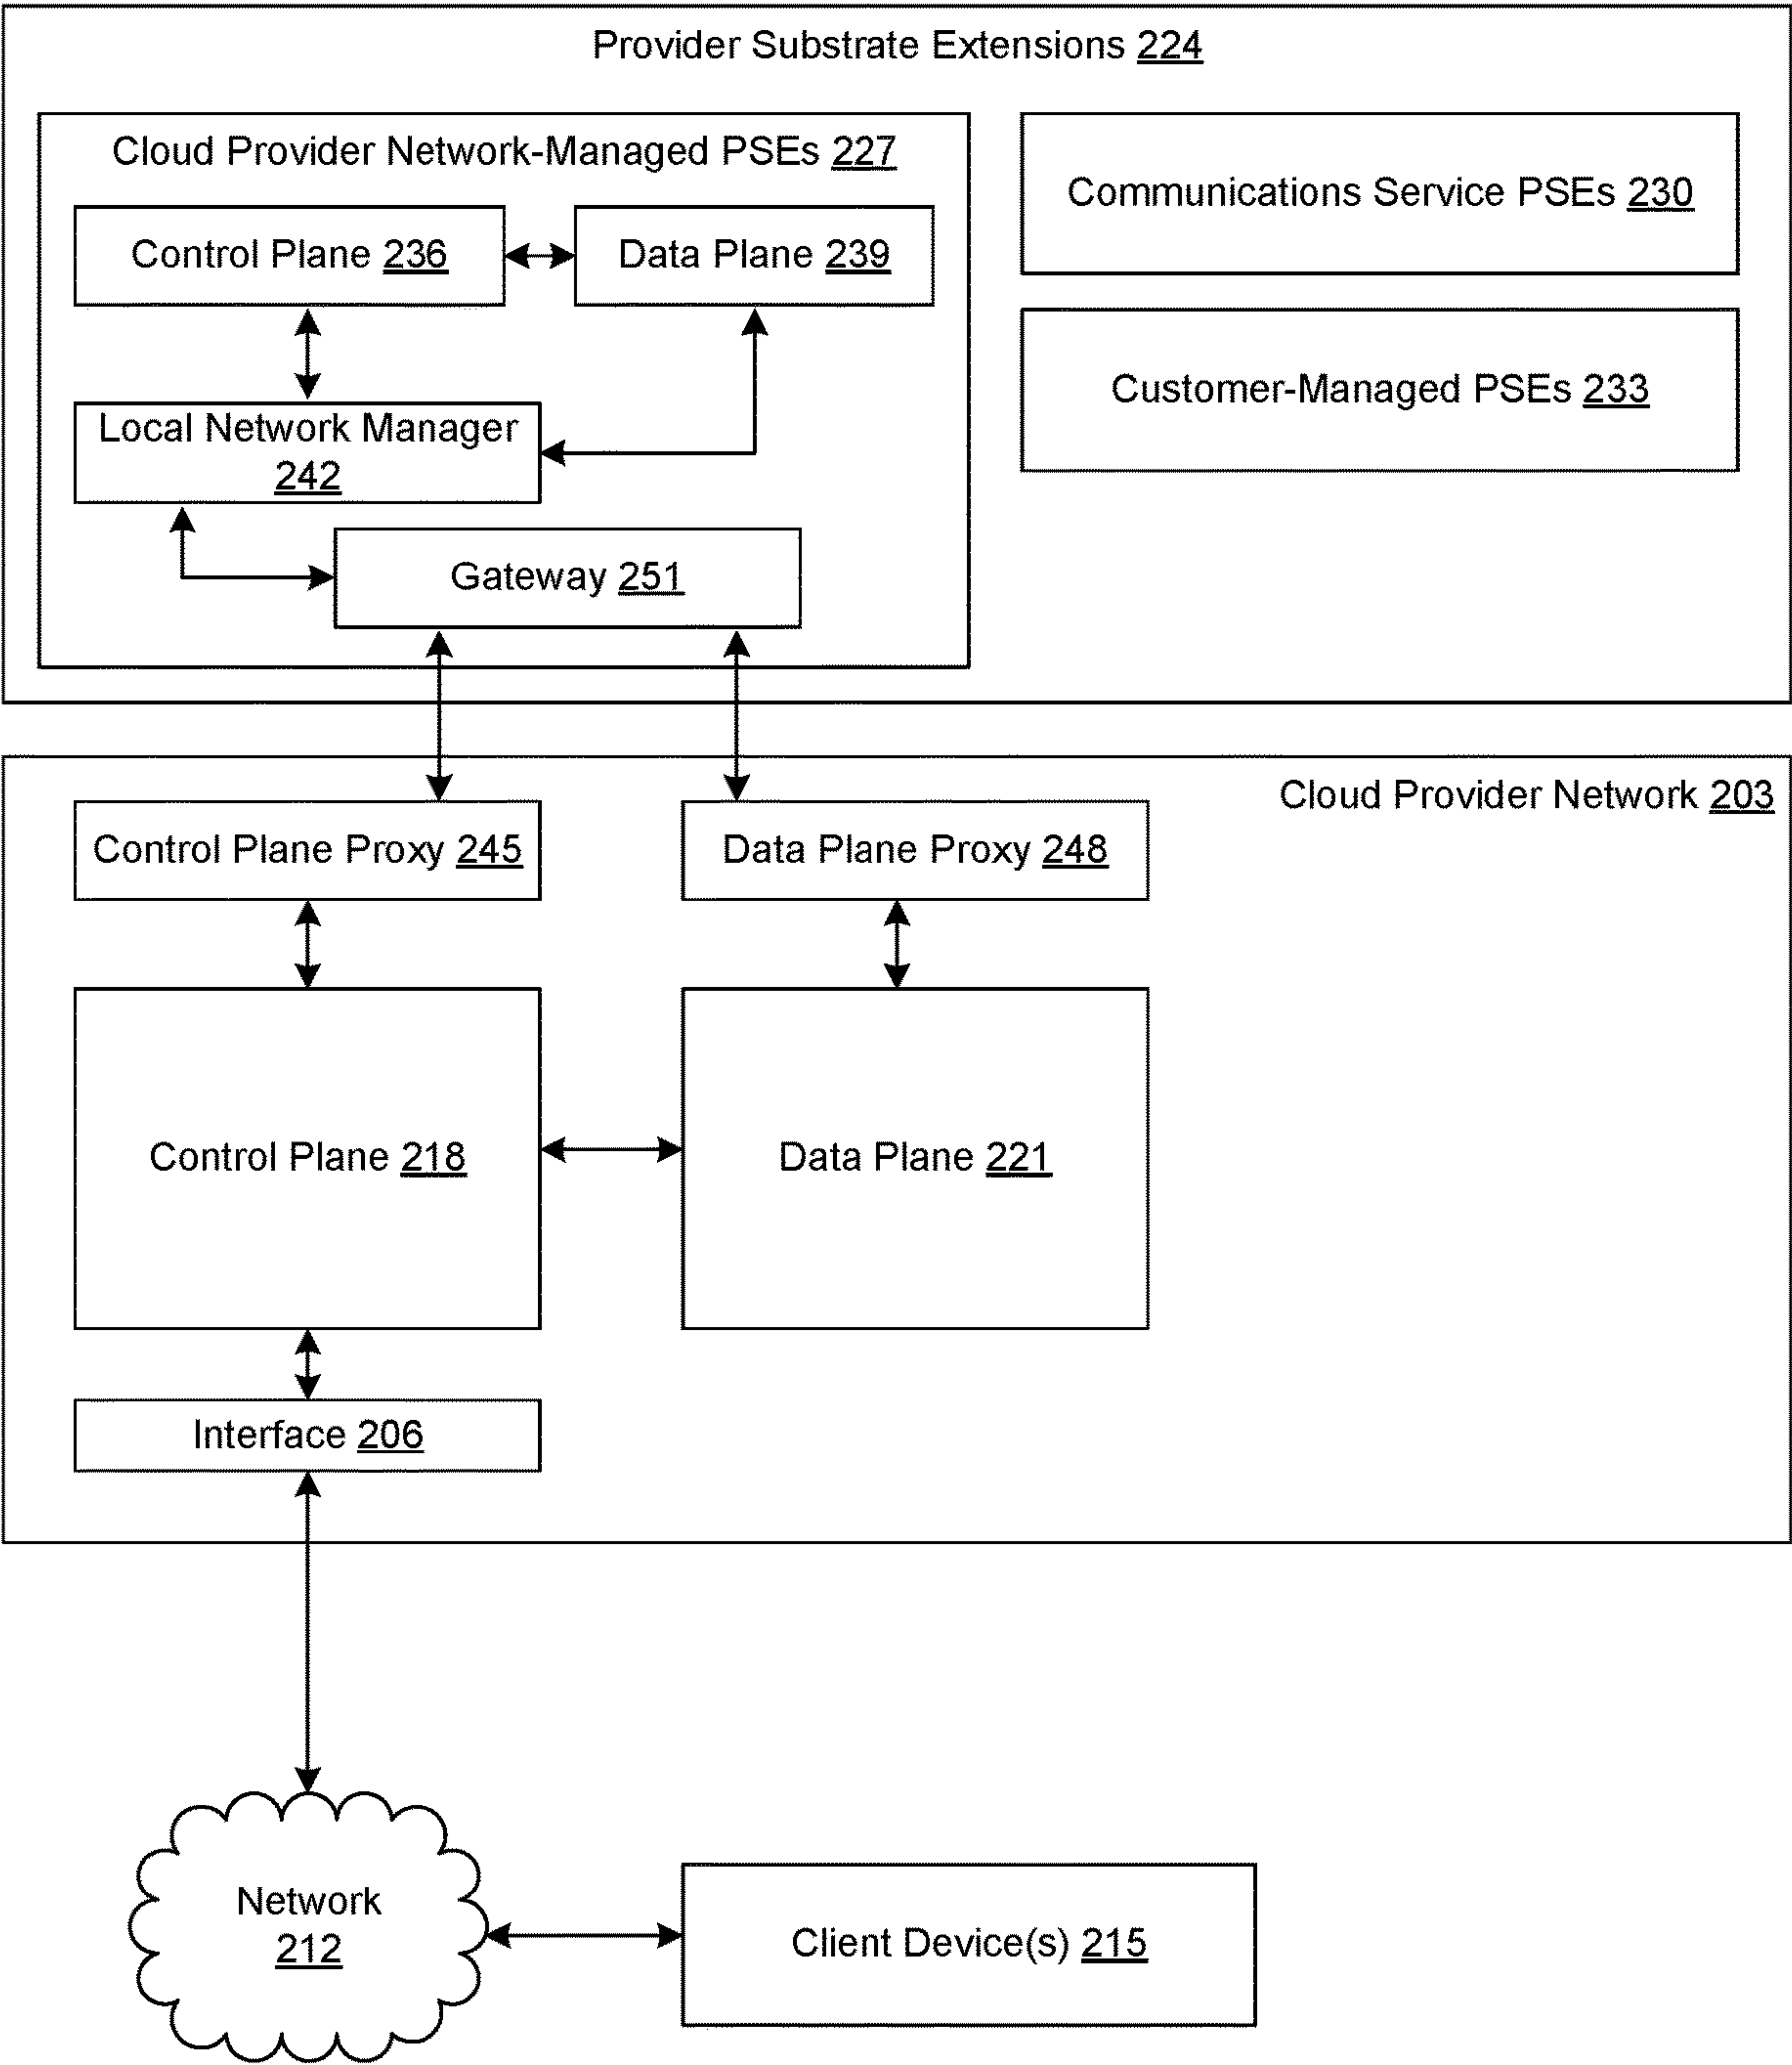 Provider Substrate Extensions 224
Cloud Provider Network-Managed PSEs 227
Control Plane 236
Data Plane 239
Local Network Manager
242
Gateway 251
Communications Service PSEs 230
Customer-Managed PSEs 233
Cloud Provider Network 203
Control Plane Proxy 245
Data Plane Proxy 248
Control Plane 218
Data Plane 221
Interface 206
Network
212
Client Device(s) 215